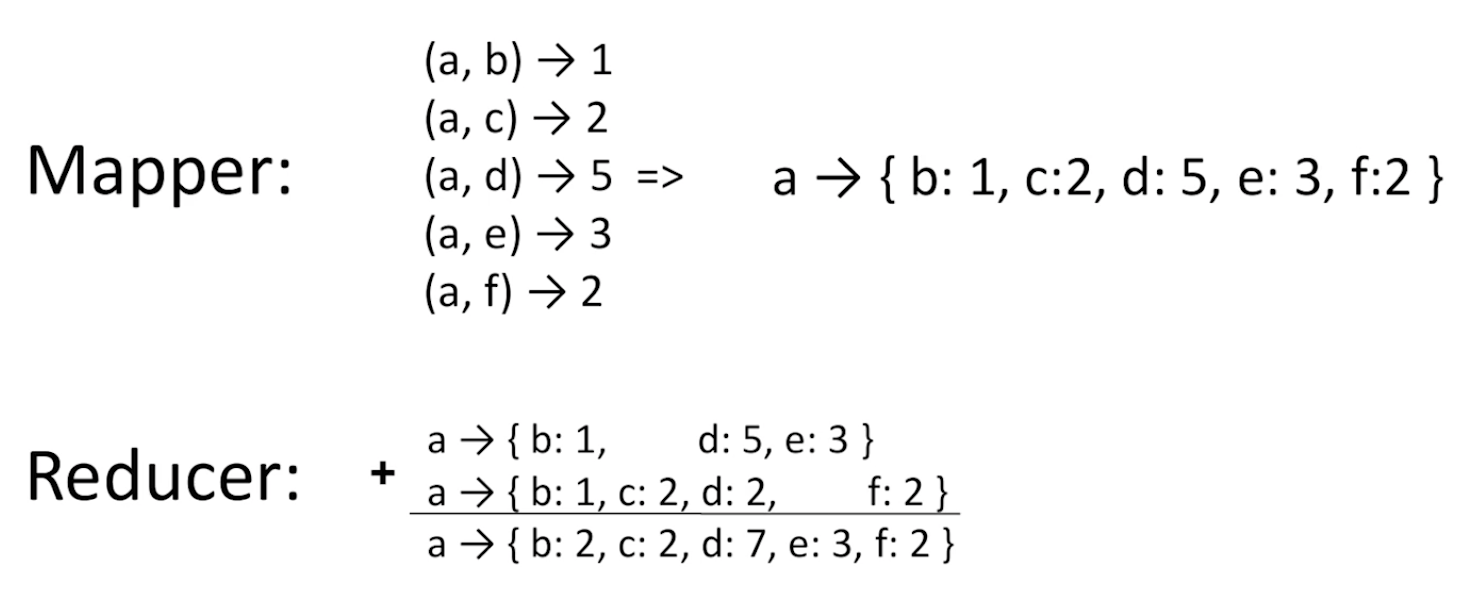 Mapper:
(a, b) → 1
(a, c) → 2
(a, d) → 5 => a → { b: 1, c:2, d: 5, e: 3, f:2 }
(a, e) → 3
(a, f) → 2
Reducer:
a → { b: 1, d: 5, e: 3 }
+ a → { b: 1, c: 2, d: 2, f: 2 }
a → { b: 2, c: 2, d: 7, e: 3, f: 2 }